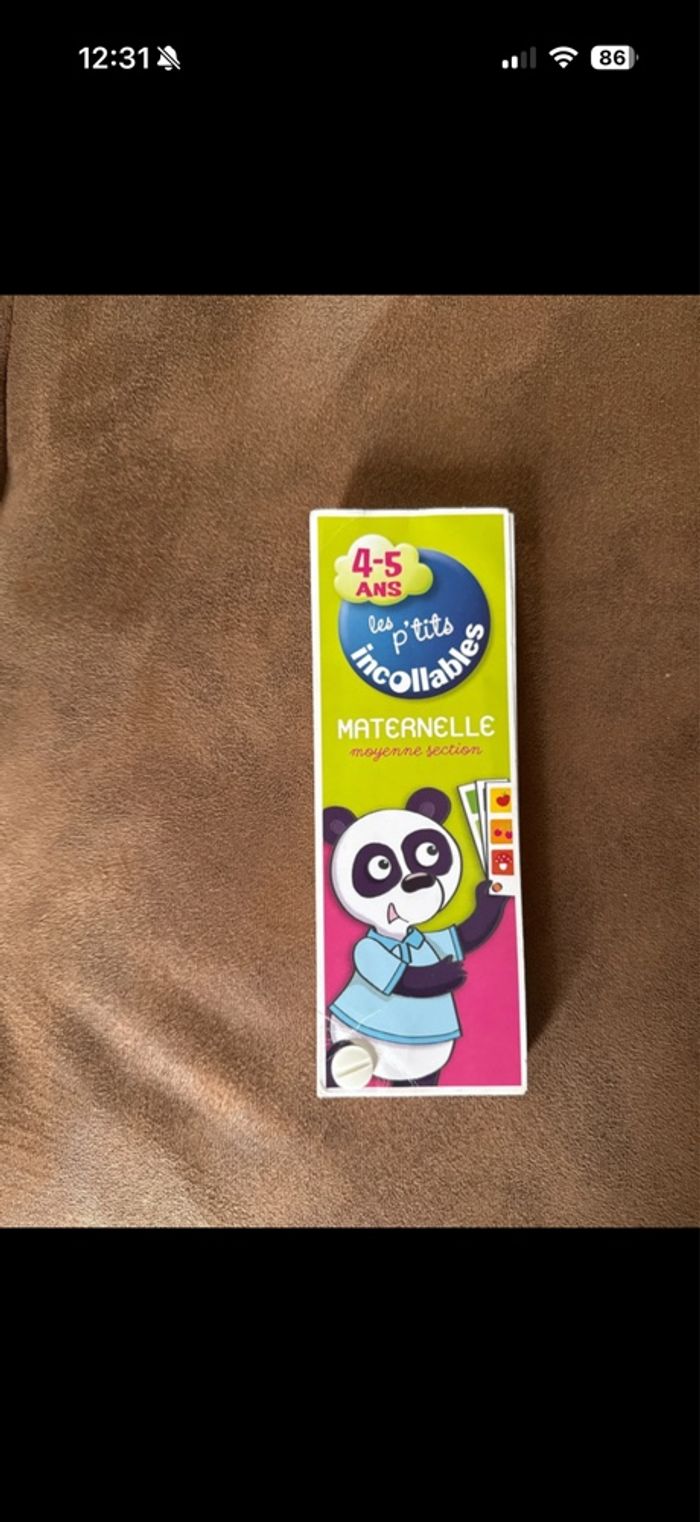 12:31
86
4-5
ANS
les p'tits
incollables
MATERNELLE
moyenne section